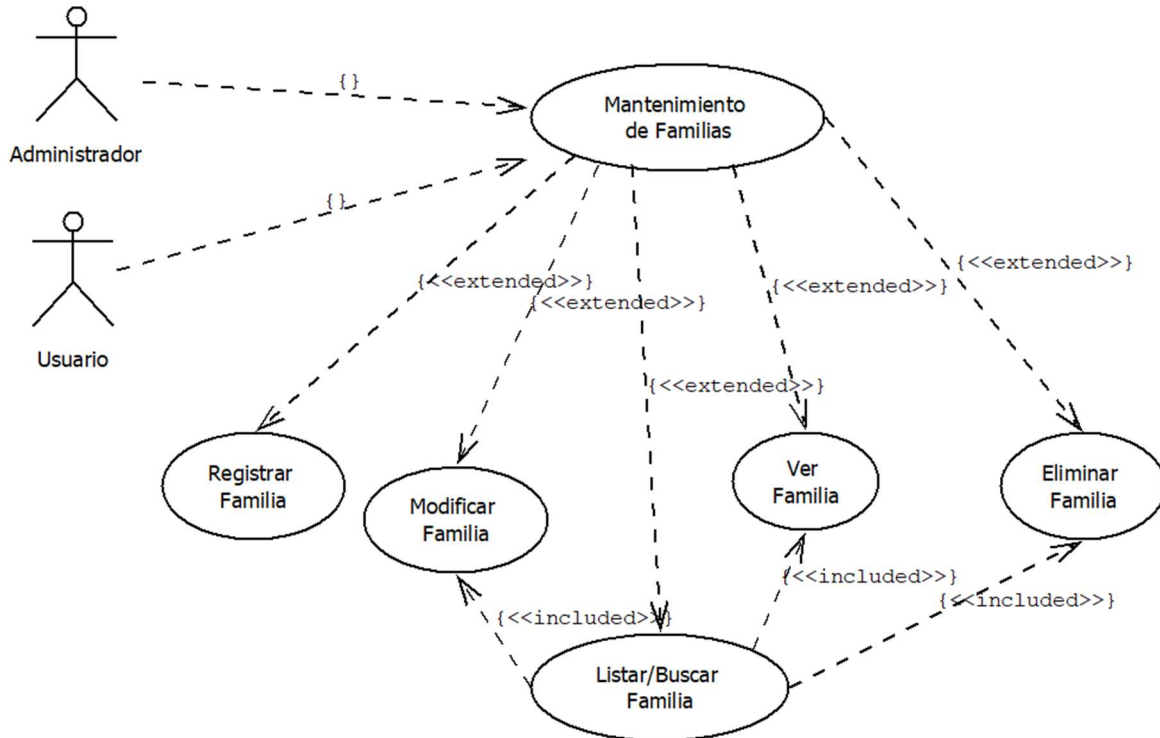 Administrador
{}
Mantenimiento
de Familias
Usuario
{}
{<<extended>>}
{<<extended>>}
{<<extended>>}
{<<extended>>}
{<<extended>>}
Registrar
Familia
Modificar
Familia
Ver
Familia
Eliminar
Familia
{<<included>>}
{<<included>>}
{<<included>>}
Listar/Buscar
Familia